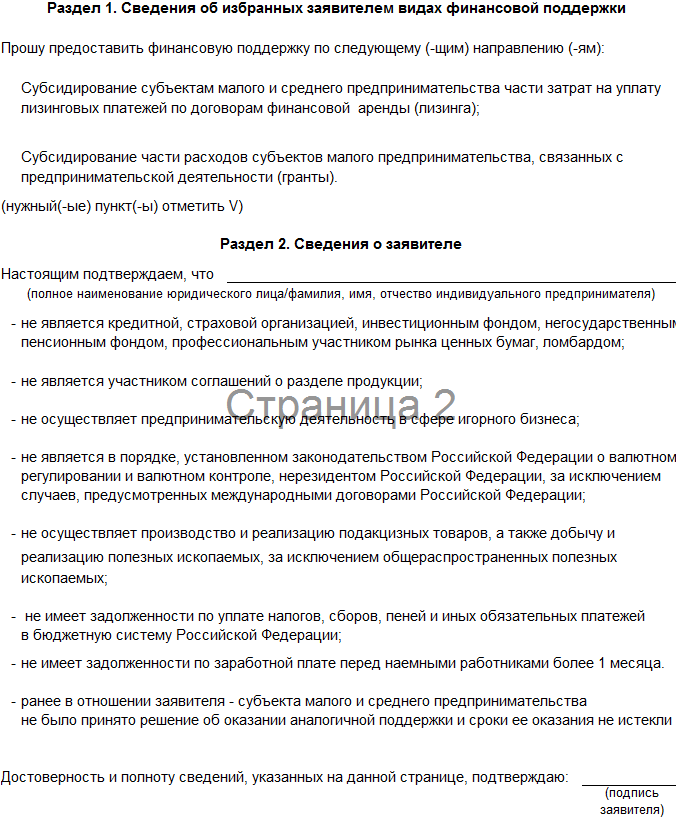 Раздел 1. Сведения об избранных заявителем видах финансовой поддержки
Прошу предоставить финансовую поддержку по следующему (-щим) направлению (-ям):
Субсидирование субъектам малого и среднего предпринимательства части затрат на уплату
лизинговых платежей по договорам финансовой аренды (лизинга);
Субсидирование части расходов субъектов малого предпринимательства, связанных с
предпринимательской деятельности (гранты).
(нужный(-ые) пункт(-ы) отметить V)
Раздел 2. Сведения о заявителе
Настоящим подтверждаем, что
(полное наименование юридического лица/фамилия, имя, отчество индивидуального предпринимателя)
- не является кредитной, страховой организацией, инвестиционным фондом, негосударственным
пенсионным фондом, профессиональным участником рынка ценных бумаг, ломбардом;
- не является участником соглашений о разделе продукции;
Страница 2
- не осуществляет предпринимательскую деятельность в сфере игорного бизнеса;
- не является в порядке, установленном законодательством Российской Федерации о валютном
регулировании и валютном контроле, нерезидентом Российской Федерации, за исключением
случаев, предусмотренных международными договорами Российской Федерации;
- не осуществляет производство и реализацию подакцизных товаров, а также добычу и
реализацию полезных ископаемых, за исключением общераспространенных полезных
ископаемых;
- не имеет задолженности по уплате налогов, сборов, пеней и иных обязательных платежей
в бюджетную систему Российской Федерации;
- не имеет задолженности по заработной плате перед наемными работниками более 1 месяца.
- ранее в отношении заявителя - субъекта малого и среднего предпринимательства
не было принято решение об оказании аналогичной поддержки и сроки ее оказания не истекли
Достоверность и полноту сведений, указанных на данной странице, подтверждаю:
(подпись
заявителя)